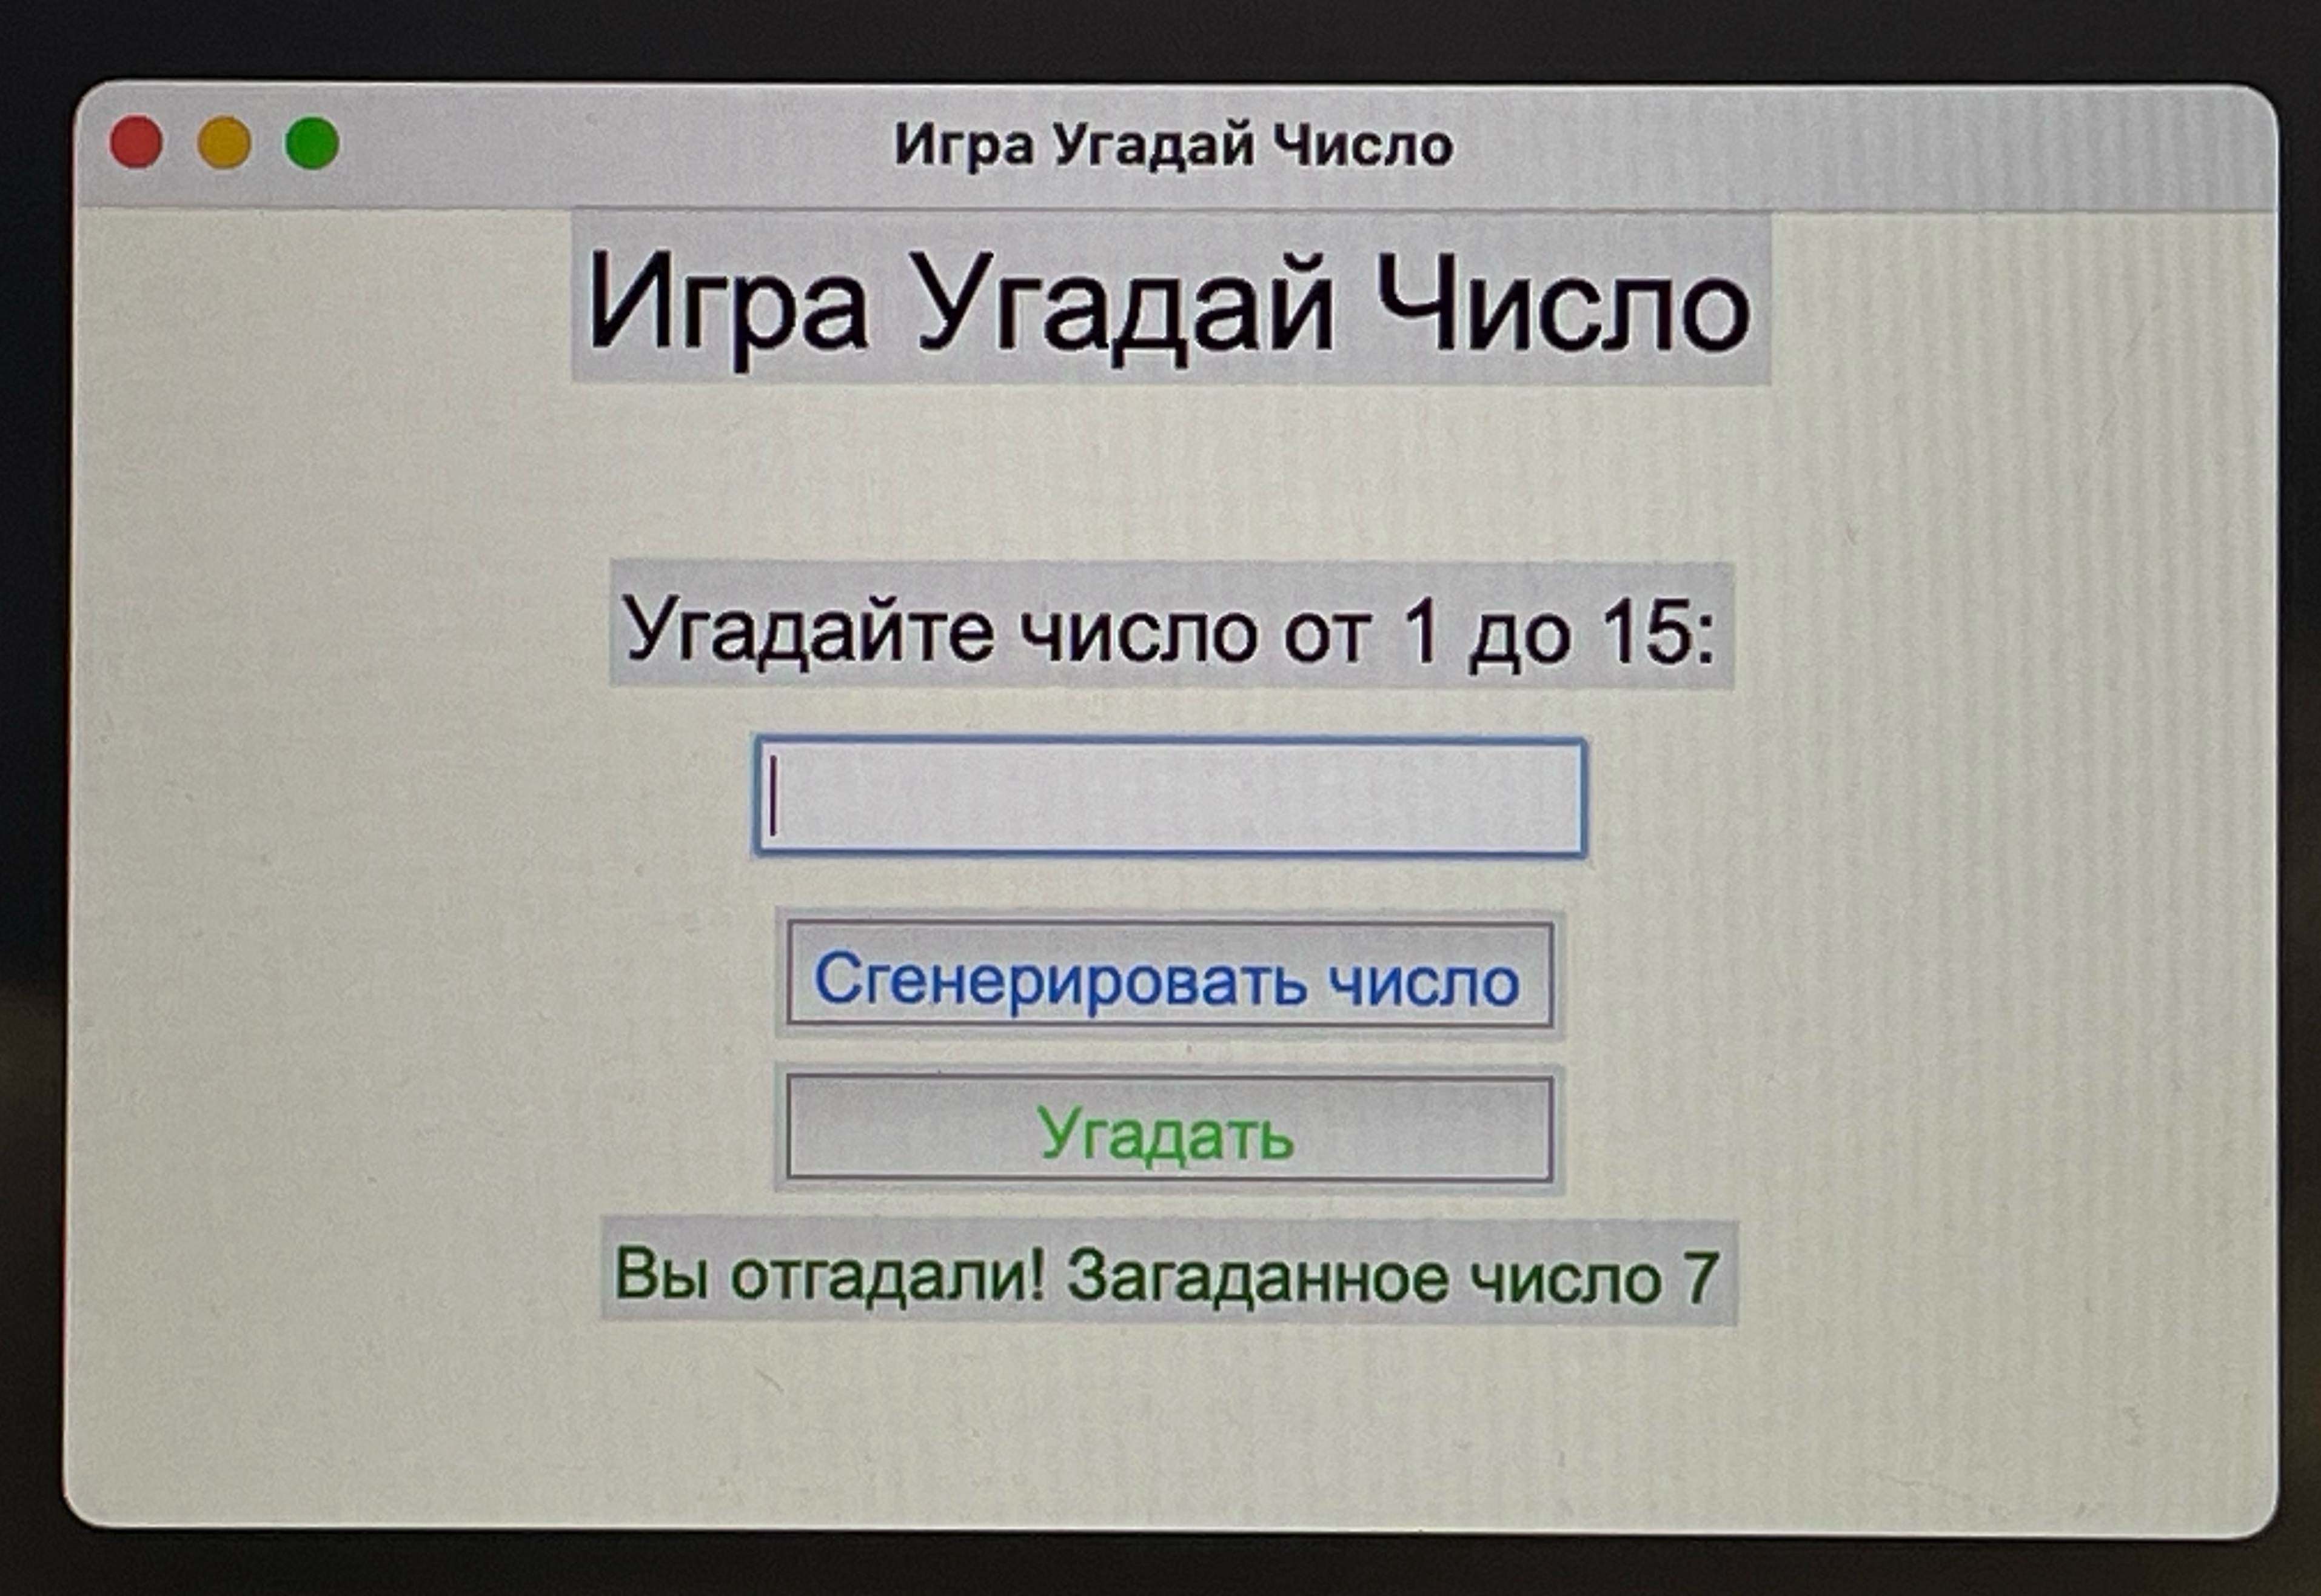 Игра Угадай Число
Игра Угадай Число
Угадайте число от 1 до 15:
Сгенерировать число
Угадать
Вы отгадали! Загаданное число 7